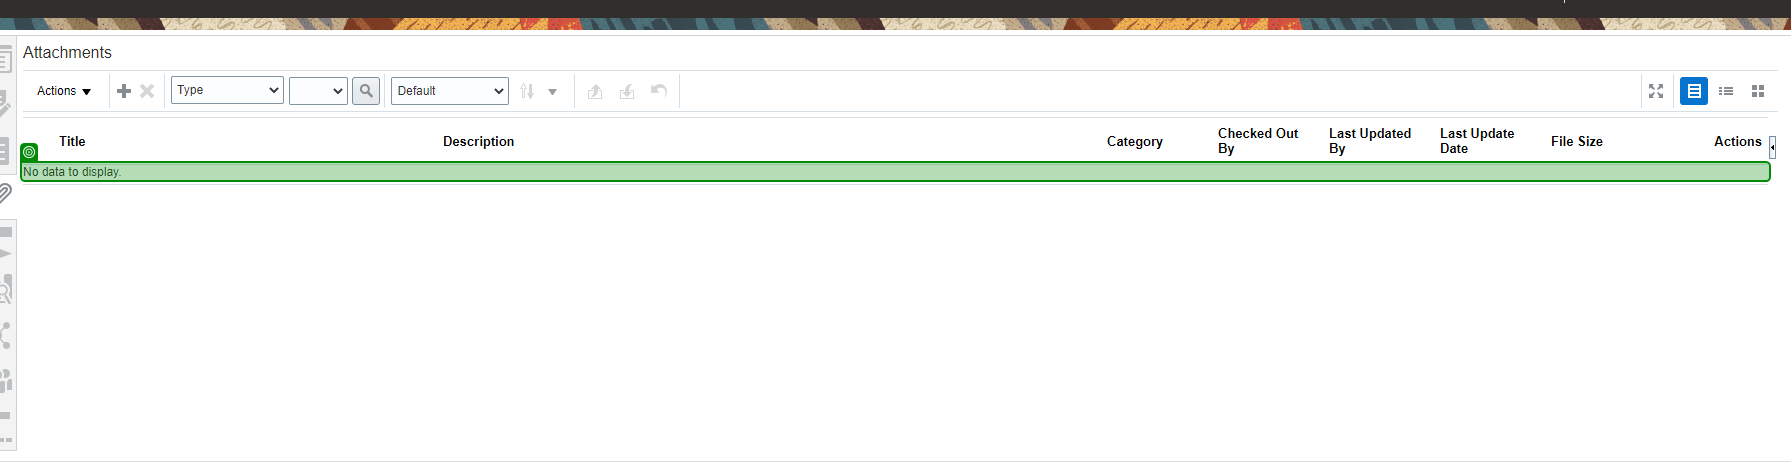 Attachments
Actions Type Default
Title Description Category Checked Out By Last Updated By Last Update Date File Size Actions
No data to display.